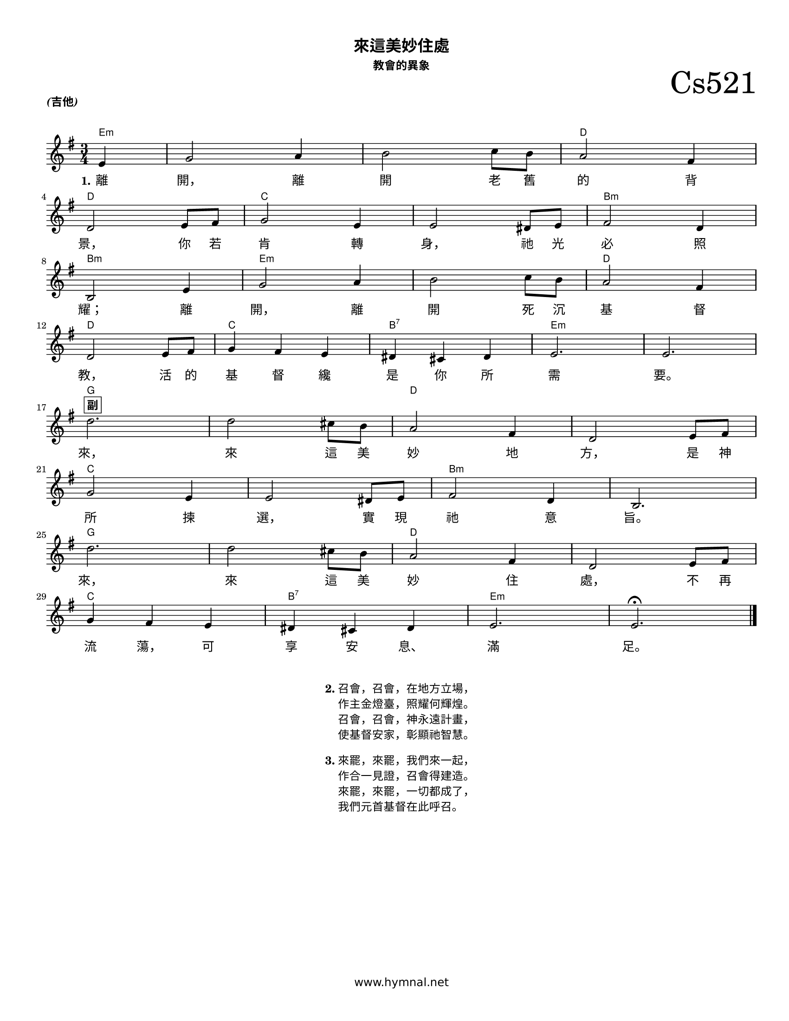 來這美妙住處
教會的異象
Cs521
(吉他)
Em D
3
4
1. 離 開， 離 開 老 舊 的 背
4
D C Bm
景， 你 若 肯 轉 身， 祂 光 必 照
8
Bm Em D
耀； 離 開， 離 開 死 沉 基 督
12
D C B7 Em
教， 活 的 基 督 纔 是 你 所 需 要。
17
G D
副
來， 來 這 美 妙 地 方， 是 神
21
C Bm
所 揀 選， 實 現 祂 意 旨。
25
G D
來， 來 這 美 妙 住 處， 不 再
29
C B7 Em
流 蕩， 可 享 安 息、 滿 足。
2. 召會，召會，在地方立場，
作主金燈臺，照耀何輝煌。
召會，召會，神永遠計畫，
使基督安家，彰顯祂智慧。
3. 來罷，來罷，我們來一起，
作合一見證，召會得建造。
來罷，來罷，一切都成了，
我們元首基督在此呼召。
www.hymnal.net